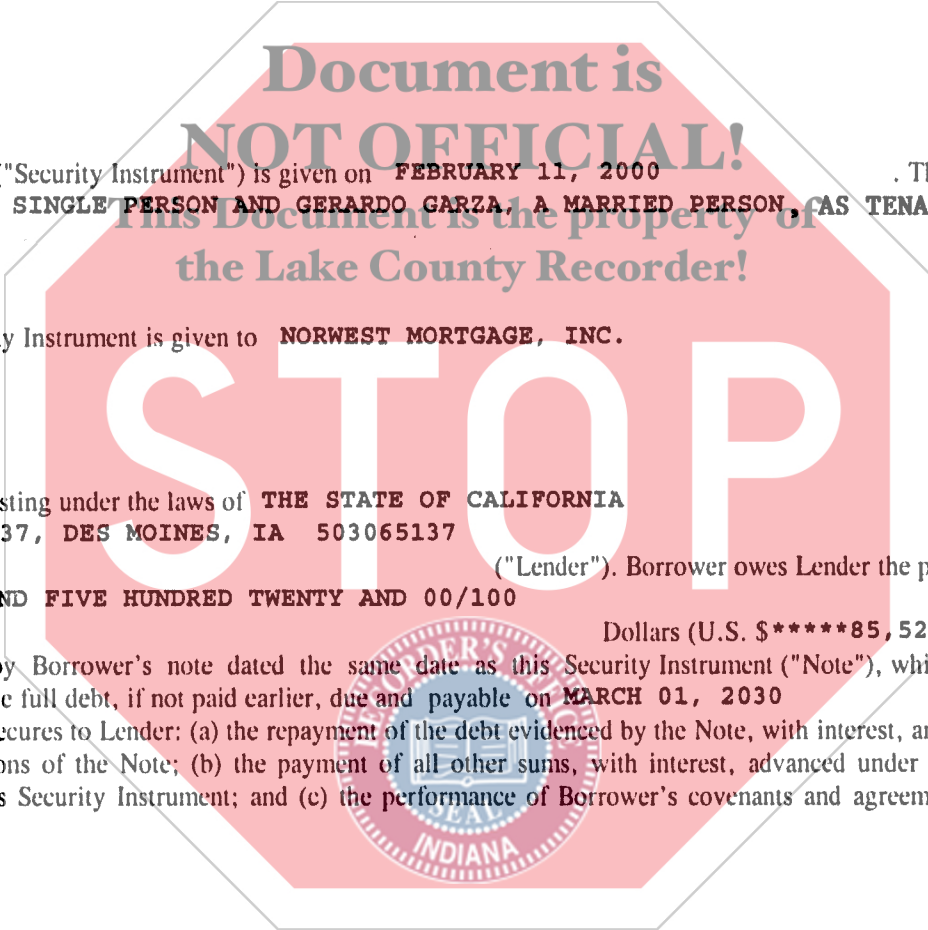 Document is
NOT OFFICIAL!
("Security Instrument") is given on FEBRUARY 11, 2000 . Th
SINGLE PERSON AND GERARDO GARZA, A MARRIED PERSON, AS TENA
This Document is the property of
the Lake County Recorder!
y Instrument is given to NORWEST MORTGAGE, INC.
STOP
sting under the laws of THE STATE OF CALIFORNIA
37, DES MOINES, IA 503065137
("Lender"). Borrower owes Lender the p
ND FIVE HUNDRED TWENTY AND 00/100
Dollars (U.S. $*****85,52
by Borrower's note dated the same date as this Security Instrument ("Note"), whi
e full debt, if not paid earlier, due and payable on MARCH 01, 2030
ecures to Lender: (a) the repayment of the debt evidenced by the Note, with interest, an
ons of the Note; (b) the payment of all other sums, with interest, advanced under
s Security Instrument; and (c) the performance of Borrower's covenants and agreem
RECORDER'S OFFICE
SEAL
INDIANA